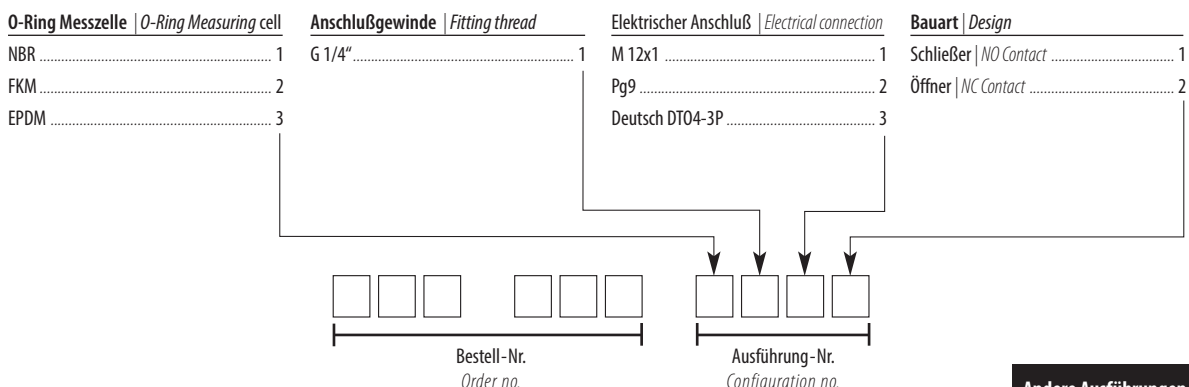 O-Ring Messzelle | O-Ring Measuring cell
NBR 1
FKM 2
EPDM 3
Anschlußgewinde | Fitting thread
G 1/4“ 1
Elektrischer Anschluß | Electrical connection
M 12x1 1
Pg9 2
Deutsch DT04-3P 3
Bauart | Design
Schließer | NO Contact 1
Öffner | NC Contact 2
Bestell-Nr.
Order no.
Ausführung-Nr.
Configuration no.
Andere Ausführungen